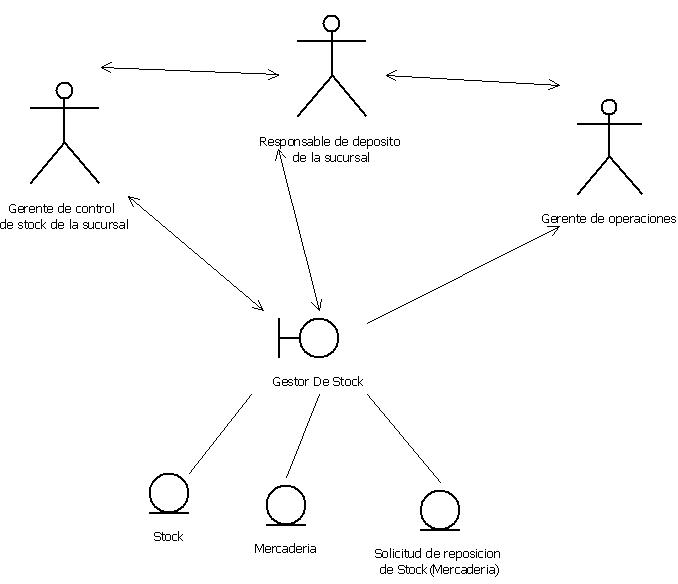 Responsable de deposito
de la sucursal
Gerente de control
de stock de la sucursal
Gerente de operaciones
Gestor De Stock
Stock
Mercaderia
Solicitud de reposicion
de Stock(Mercaderia)